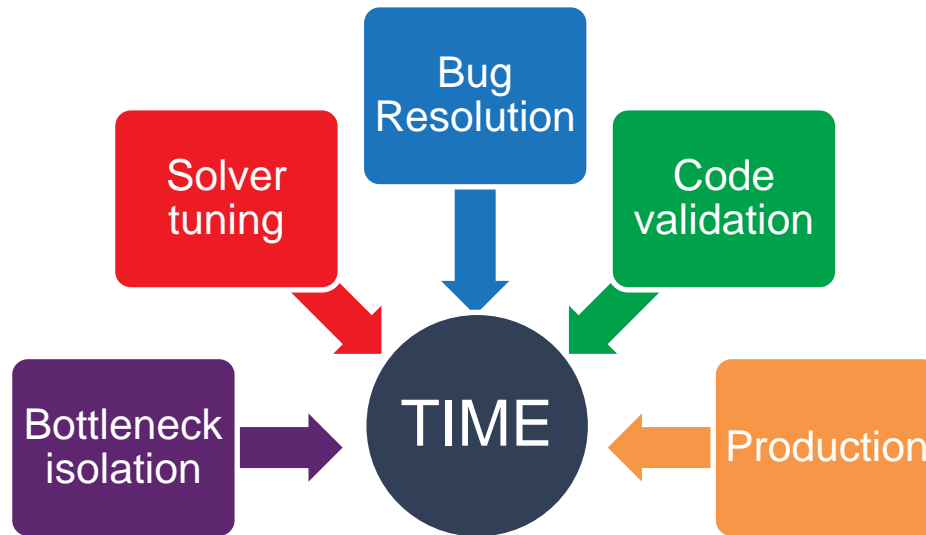 Bug
Resolution
Solver
tuning
Code
validation
Bottleneck
isolation
TIME
Production